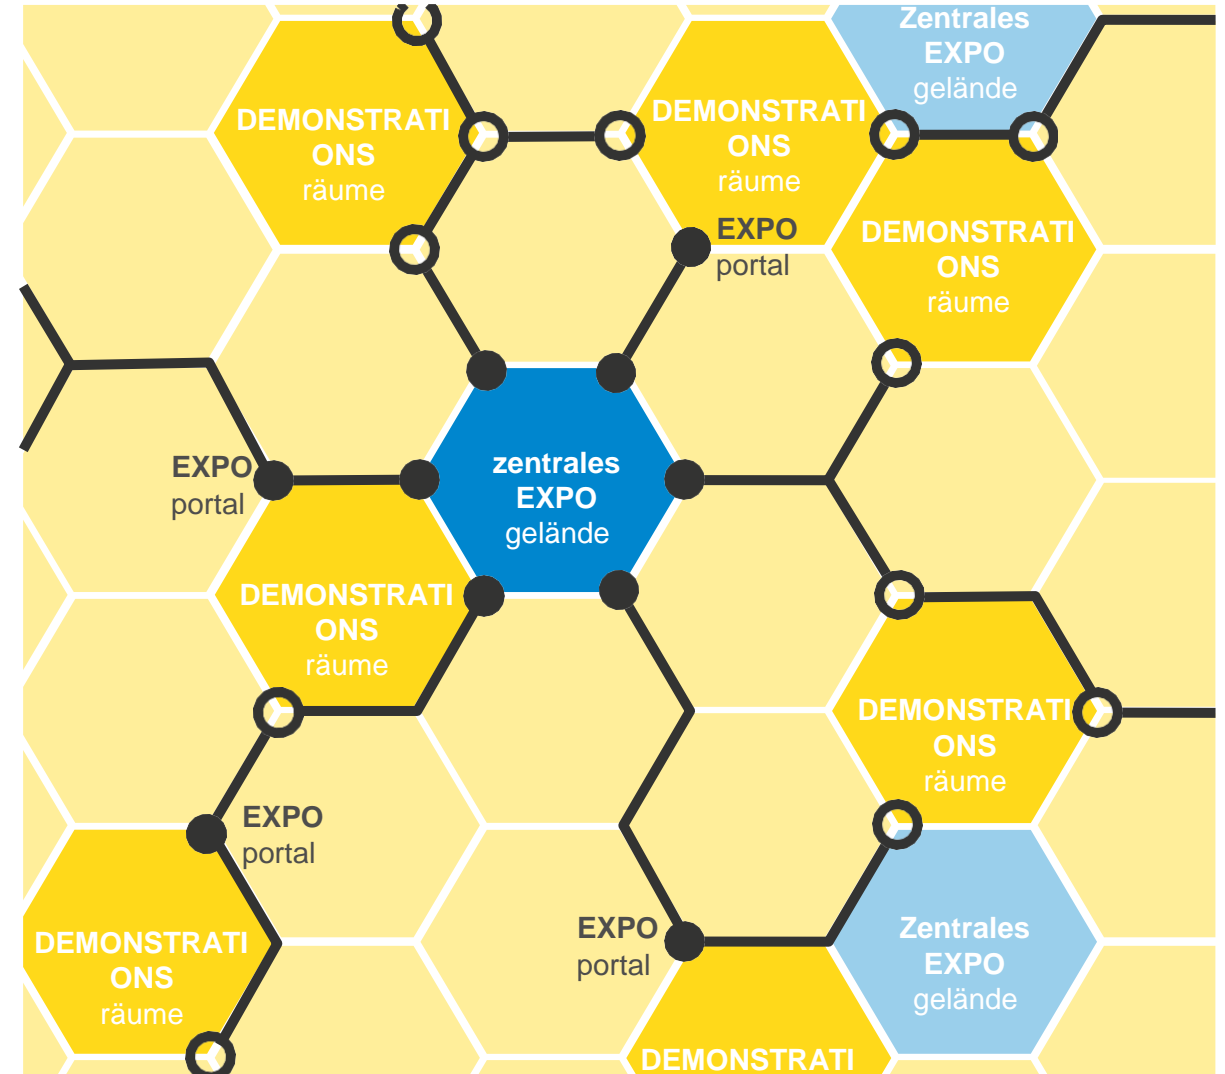 Zentrales
EXPO
gelände
DEMONSTRATI
ONS
räume
DEMONSTRATI
ONS
räume
EXPO
portal
DEMONSTRATI
ONS
räume
EXPO
portal
zentrales
EXPO
gelände
DEMONSTRATI
ONS
räume
DEMONSTRATI
ONS
räume
EXPO
portal
DEMONSTRATI
ONS
räume
EXPO
portal
Zentrales
EXPO
gelände
DEMONSTRATI